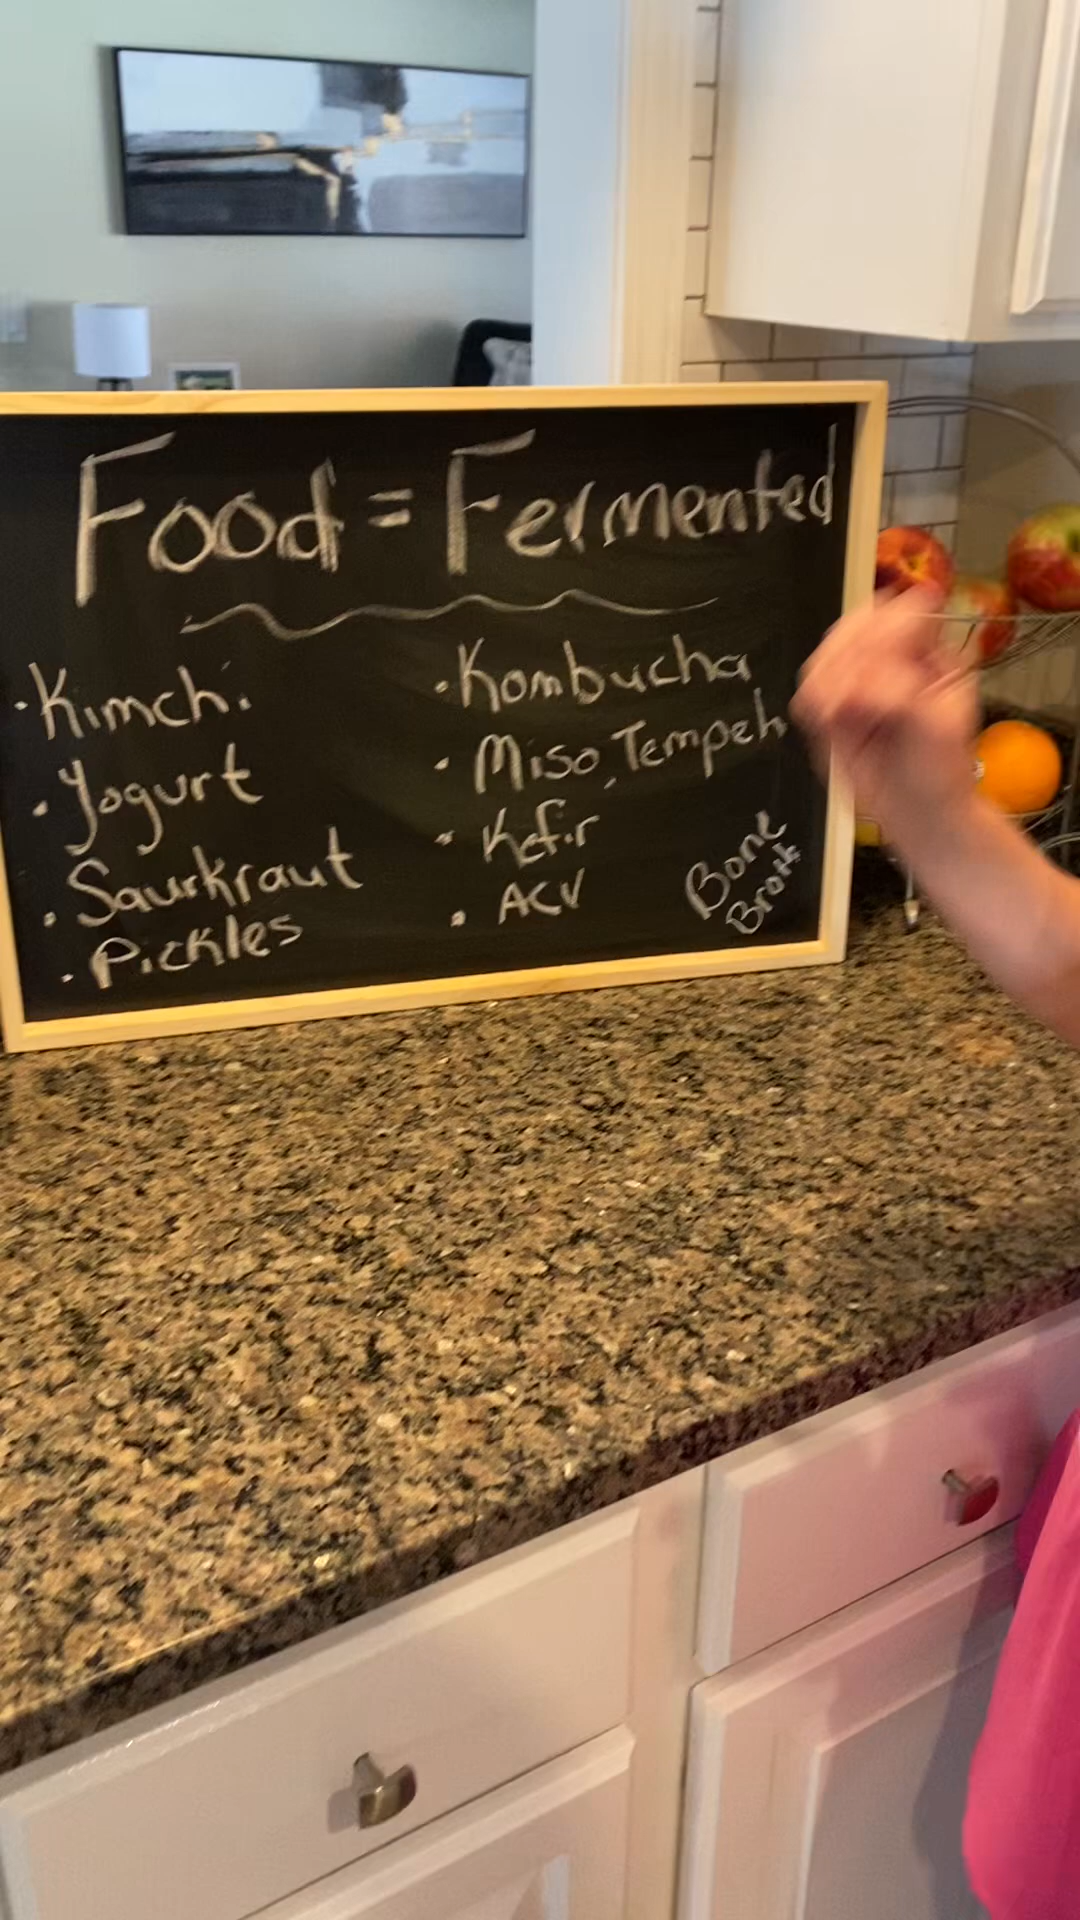 Food = Fermented
· Kimchi
· Yogurt
· Saurkraut
· Pickles
· Kombucha
· Miso, Tempeh
· Kefir
· ACV
Bone
Broth